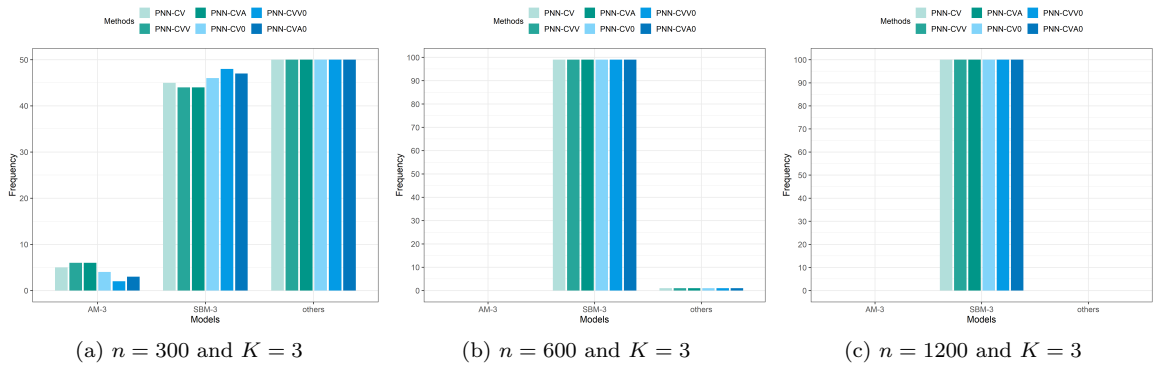 Methods
PNN-CV PNN-CVA PNN-CVV0
PNN-CVV PNN-CV0 PNN-CVA0
Frequency
50
40
30
20
10
0
AM-3 SBM-3 others
Models
(a) n = 300 and K = 3
Methods
PNN-CV PNN-CVA PNN-CVV0
PNN-CVV PNN-CV0 PNN-CVA0
Frequency
100
90
80
70
60
50
40
30
20
10
0
AM-3 SBM-3 others
Models
(b) n = 600 and K = 3
Methods
PNN-CV PNN-CVA PNN-CVV0
PNN-CVV PNN-CV0 PNN-CVA0
Frequency
100
90
80
70
60
50
40
30
20
10
0
AM-3 SBM-3 others
Models
(c) n = 1200 and K = 3